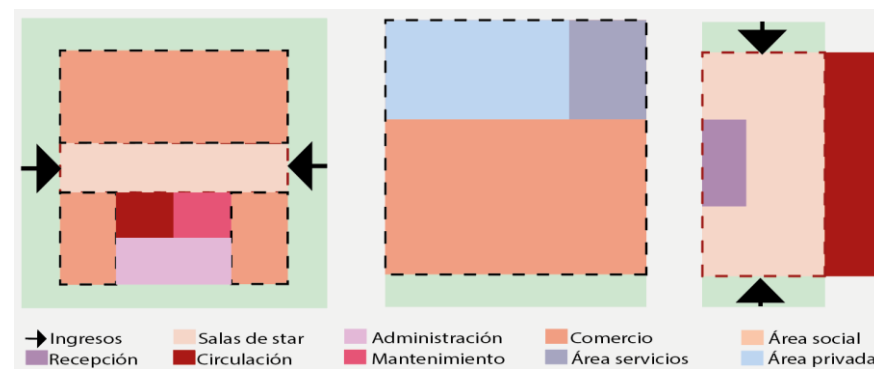 Ingresos Salas de star Administración Comercio Área social
Recepción Circulación Mantenimiento Área servicios Área privada